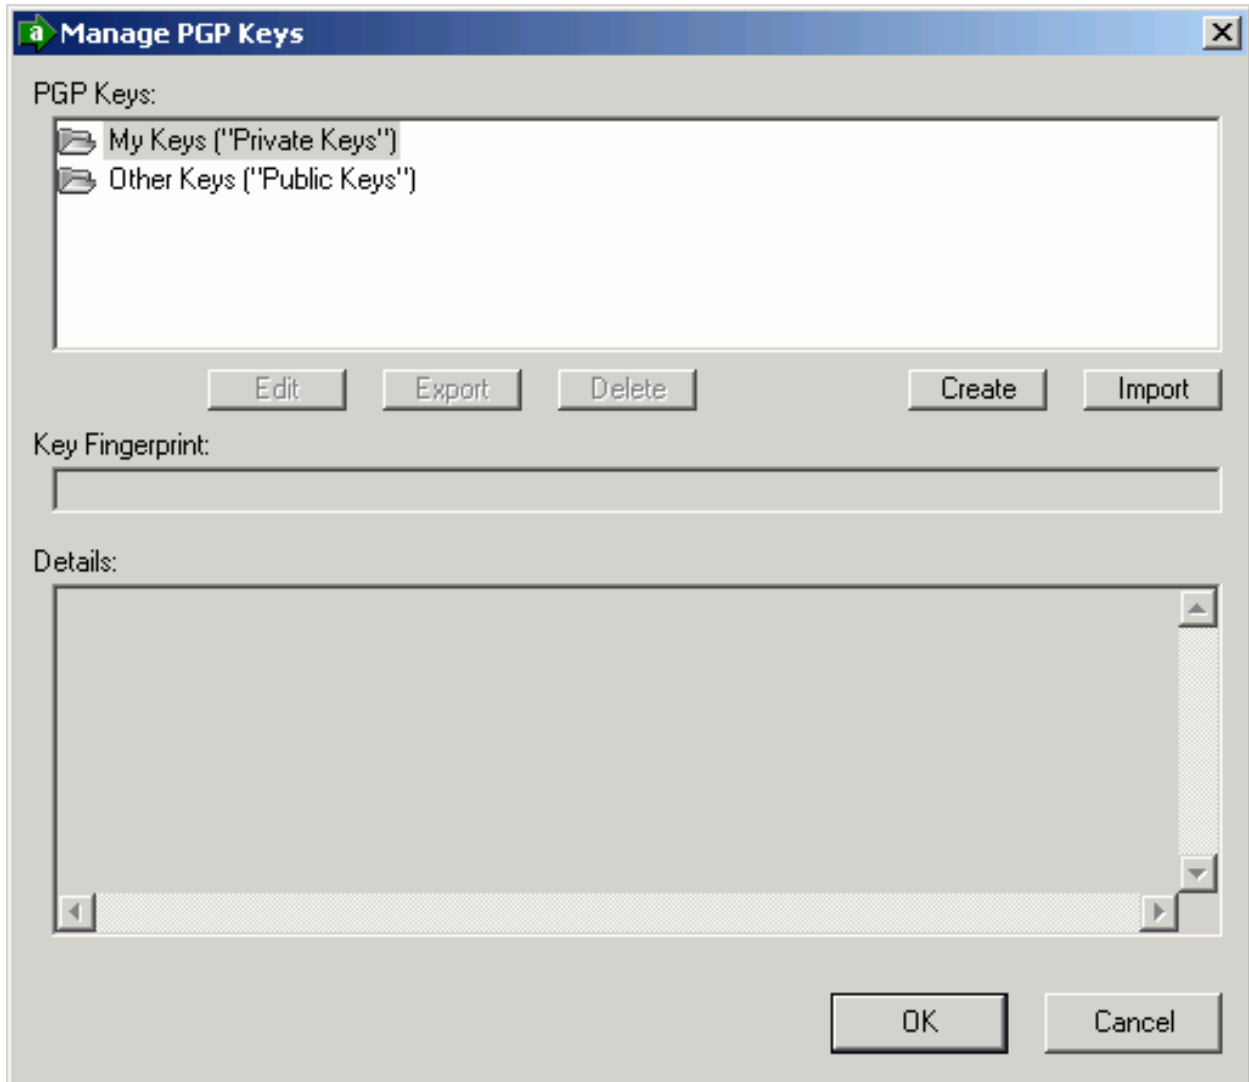 a Manage PGP Keys
PGP Keys:
My Keys ("Private Keys")
Other Keys ("Public Keys")
Edit Export Delete Create Import
Key Fingerprint:
Details:
OK Cancel